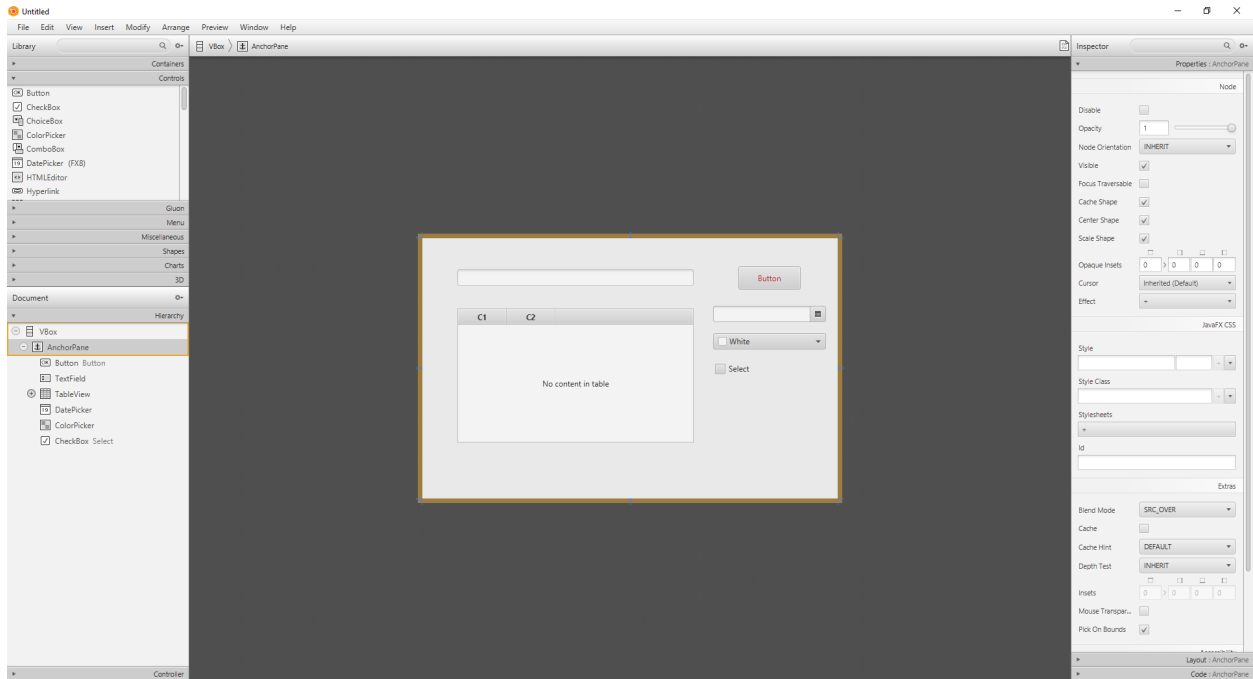 Untitled
File Edit View Insert Modify Arrange Preview Window Help
Library
VBox AnchorPane
Inspector
Containers
Controls
Button
CheckBox
ChoiceBox
ColorPicker
ComboBox
DatePicker (FX8)
HTMLEditor
Hyperlink
Gluon
Menu
Miscellaneous
Shapes
Charts
3D
Document
Hierarchy
VBox
AnchorPane
Button Button
TextField
TableView
DatePicker
ColorPicker
CheckBox Select
Controller
Button
C1 C2
White
Select
No content in table
Properties : AnchorPane
Node
Disable
Opacity 1
Node Orientation INHERIT
Visible
Focus Traversable
Cache Shape
Center Shape
Scale Shape
Opaque Insets 0 0 0 0
Cursor Inherited (Default)
Effect +
JavaFX CSS
Style
Style Class
Stylesheets
+
Id
Extras
Blend Mode SRC_OVER
Cache
Cache Hint DEFAULT
Depth Test INHERIT
Insets 0 0 0 0
Mouse Transpar...
Pick On Bounds
Layout : AnchorPane
Code : AnchorPane